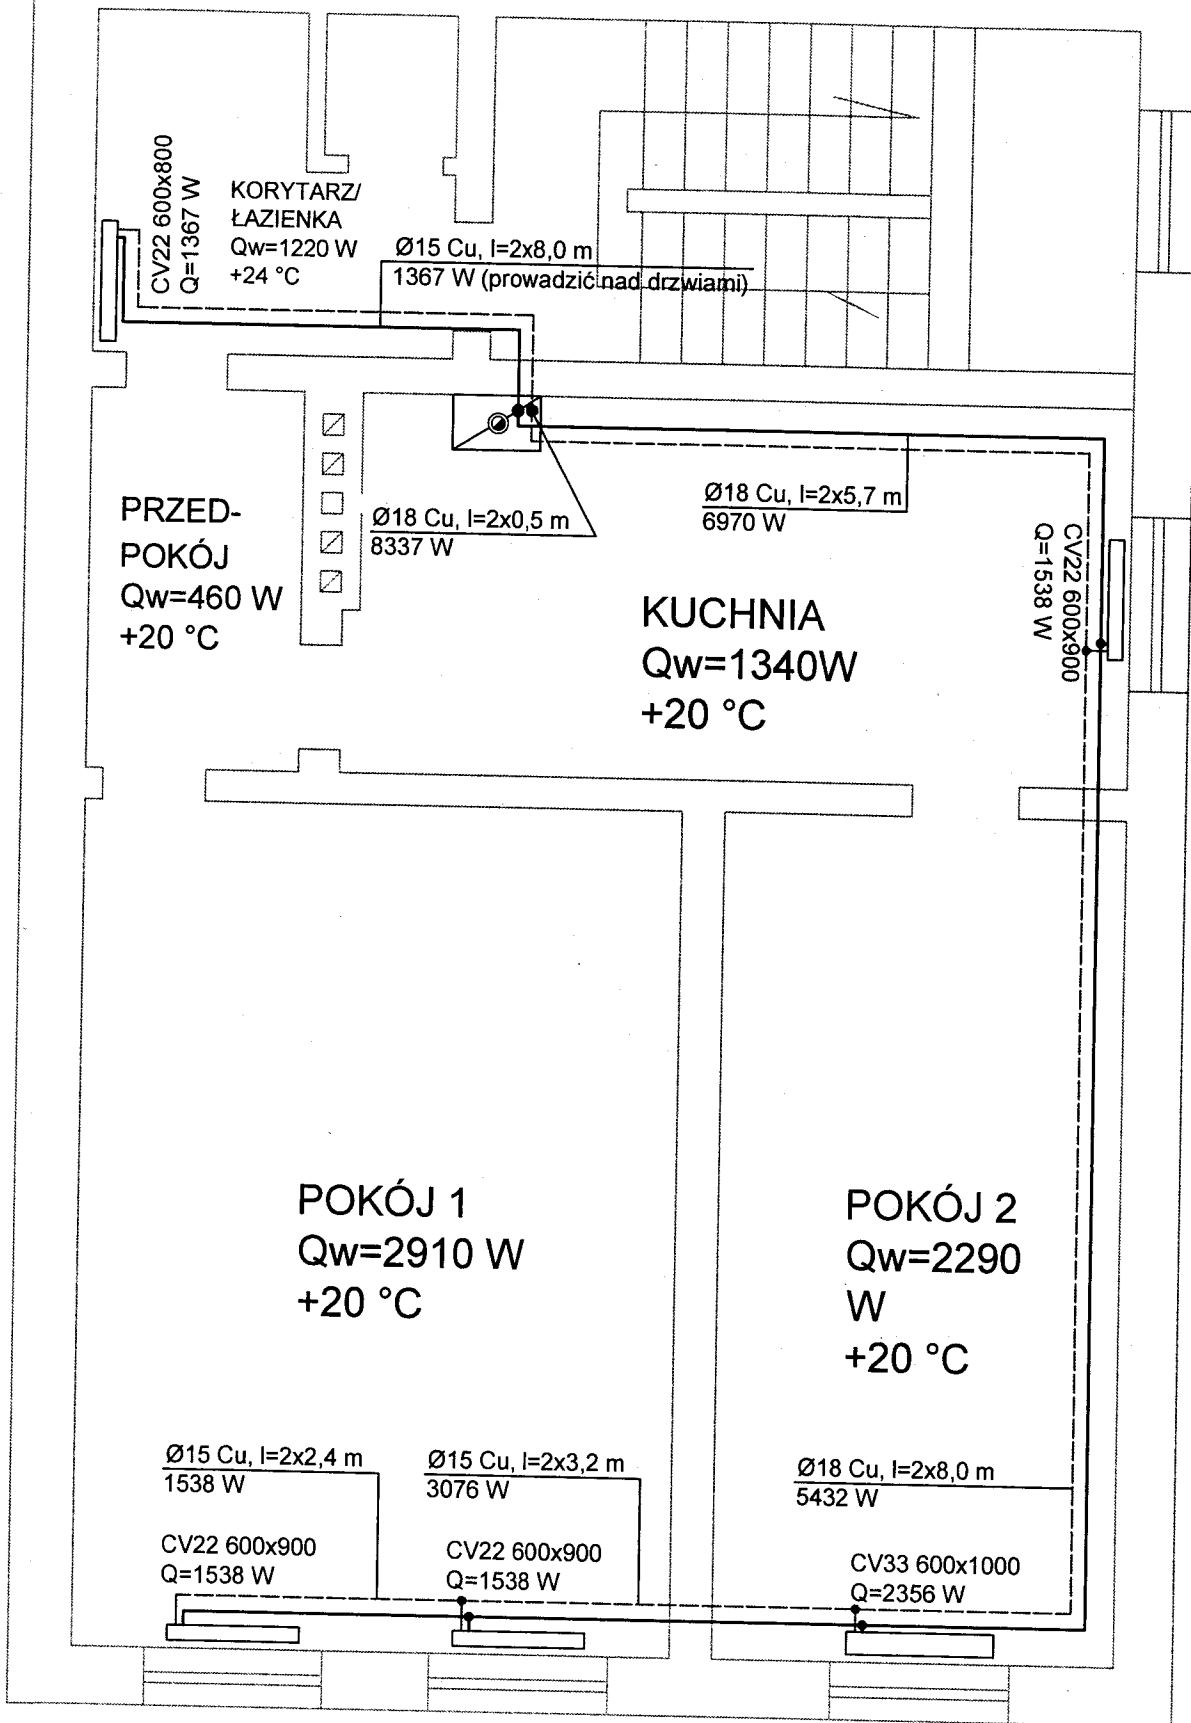 CV22 600x800
Q=1367 W
KORYTARZ/
ŁAZIENKA
Qw=1220 W
+24 °C
Ø15 Cu, l=2x8,0 m
1367 W (prowadzić nad drzwiami)
PRZED-
POKÓJ
Qw=460 W
+20 °C
Ø18 Cu, l=2x0,5 m
8337 W
Ø18 Cu, l=2x5,7 m
6970 W
CV22 600x900
Q=1538 W
KUCHNIA
Qw=1340W
+20 °C
POKÓJ 1
Qw=2910 W
+20 °C
POKÓJ 2
Qw=2290
W
+20 °C
Ø15 Cu, l=2x2,4 m
1538 W
Ø15 Cu, l=2x3,2 m
3076 W
Ø18 Cu, l=2x8,0 m
5432 W
CV22 600x900
Q=1538 W
CV22 600x900
Q=1538 W
CV33 600x1000
Q=2356 W